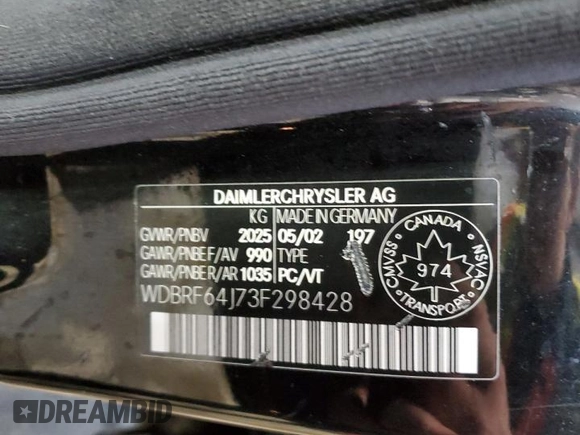 DAIMLERCHRYSLER AG
KG MADE IN GERMANY
GVWR/PNBV 2025 05/02 197
GAWR/PNBE F/AV 990 TYPE
GAWR/PNBE R/AR 1035 PC/VT
WDBRF64J73F298428
CANADA
CMVSS 974 NSVAC
TRANSPORT
DREAMBID